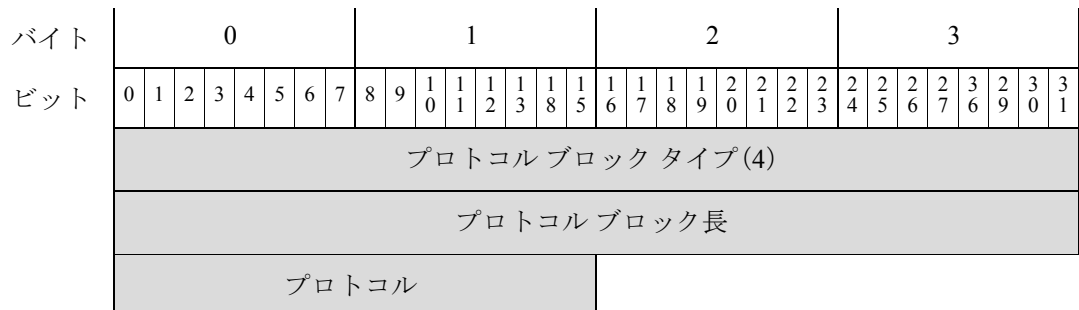 バイト 0 1 2 3
ビット 0 1 2 3 4 5 6 7 8 9 10 11 12 13 18 15 16 17 18 19 20 21 22 23 24 25 26 27 36 29 30 31
プロトコル ブロック タイプ (4)
プロトコル ブロック長
プロトコル